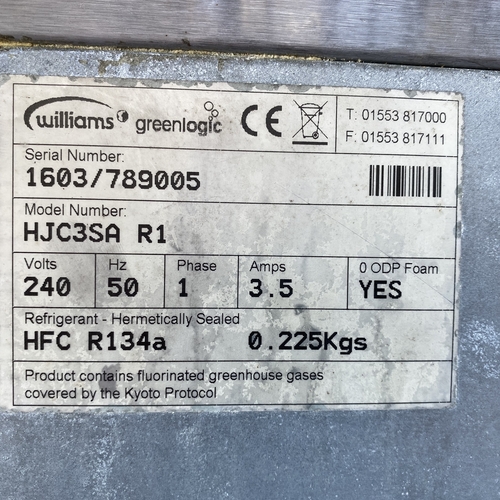 williams greenlogic CE T: 01553 817000
F: 01553 817111
Serial Number:
1603/789005
Model Number:
HJC3SA R1
Volts Hz Phase Amps 0 ODP Foam
240 50 1 3.5 YES
Refrigerant - Hermetically Sealed
HFC R134a 0.225Kgs
Product contains fluorinated greenhouse gases
covered by the Kyoto Protocol